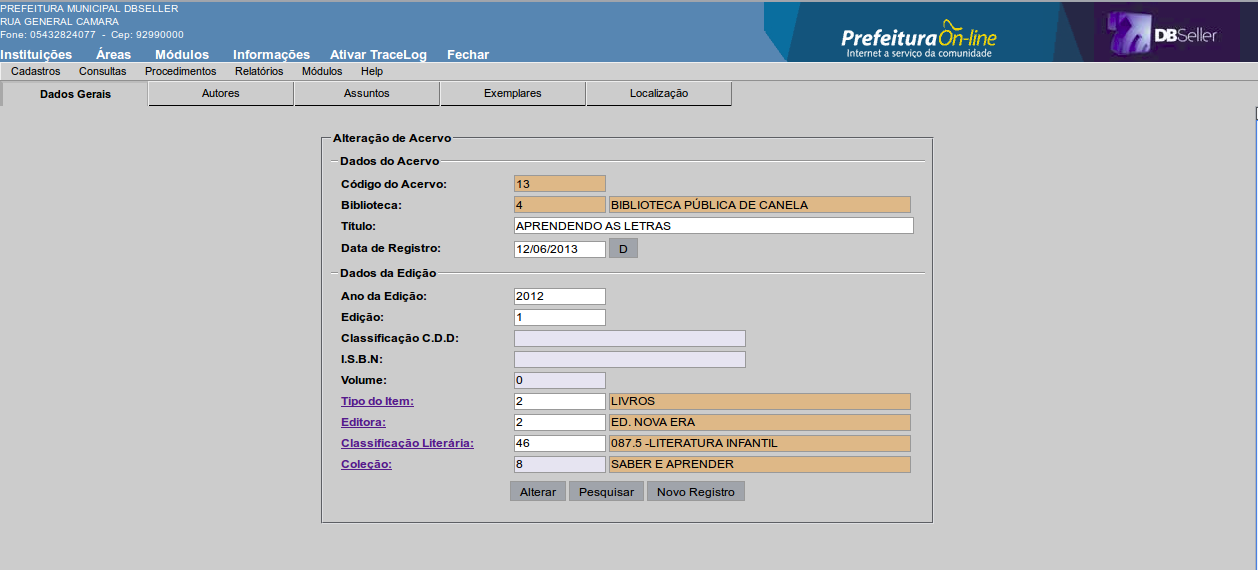 PREFEITURA MUNICIPAL DBSELLER
RUA GENERAL CAMARA
Fone: 05432824077 - Cep: 92990000
PrefeituraOn-line
Internet a serviço da comunidade
DBSeller
Instituições Áreas Módulos Informações Ativar TraceLog Fechar
Cadastros Consultas Procedimentos Relatórios Módulos Help
Dados Gerais Autores Assuntos Exemplares Localização
Alteração de Acervo
Dados do Acervo
Código do Acervo: 13
Biblioteca: 4 BIBLIOTECA PÚBLICA DE CANELA
Título: APRENDENDO AS LETRAS
Data de Registro: 12/06/2013 D
Dados da Edição
Ano da Edição: 2012
Edição: 1
Classificação C.D.D:
I.S.B.N:
Volume: 0
Tipo do Item: 2 LIVROS
Editora: 2 ED. NOVA ERA
Classificação Literária: 46 087.5 -LITERATURA INFANTIL
Coleção: 8 SABER E APRENDER
Alterar Pesquisar Novo Registro